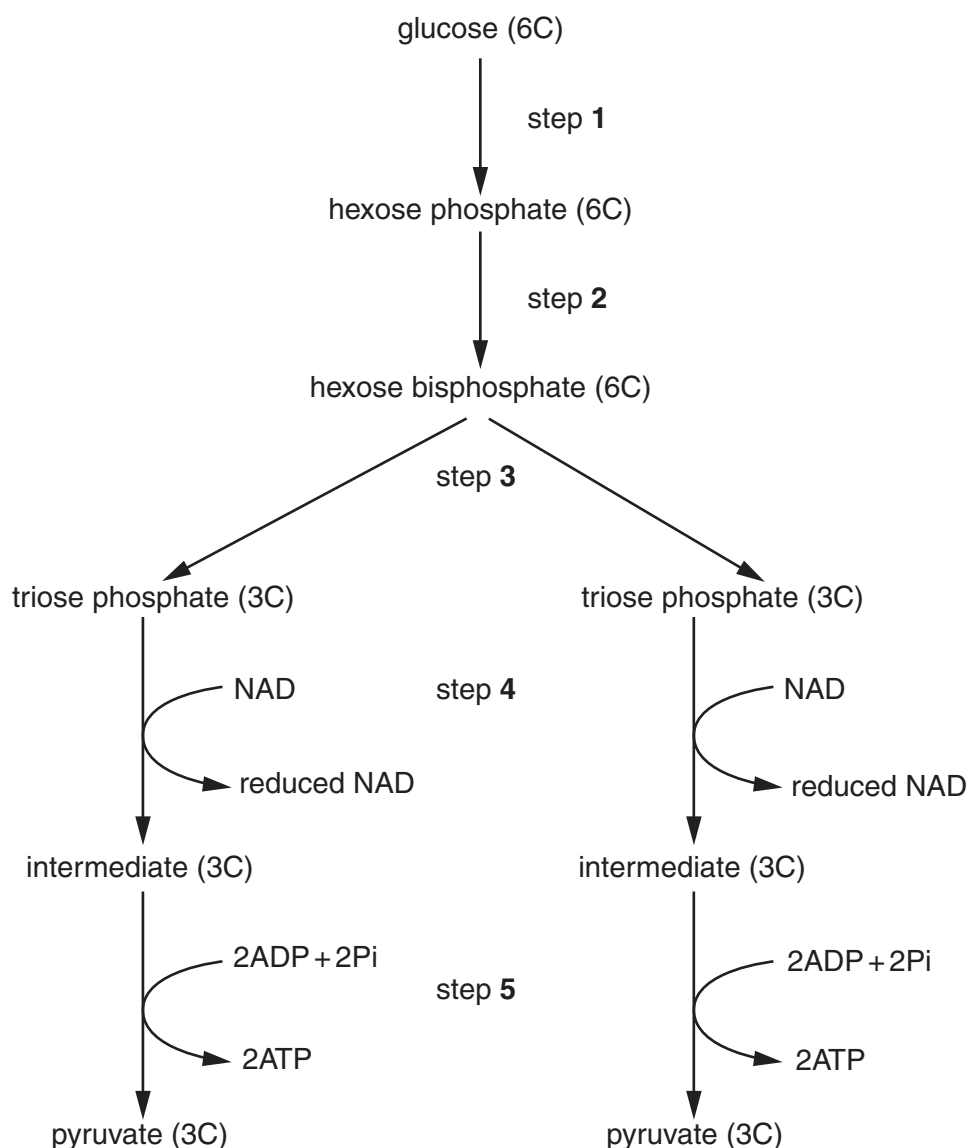 glucose (6C)
step 1
hexose phosphate (6C)
step 2
hexose bisphosphate (6C)
step 3
triose phosphate (3C)
triose phosphate (3C)
NAD
step 4
NAD
reduced NAD
reduced NAD
intermediate (3C)
intermediate (3C)
2ADP + 2Pi
step 5
2ADP + 2Pi
2ATP
2ATP
pyruvate (3C)
pyruvate (3C)